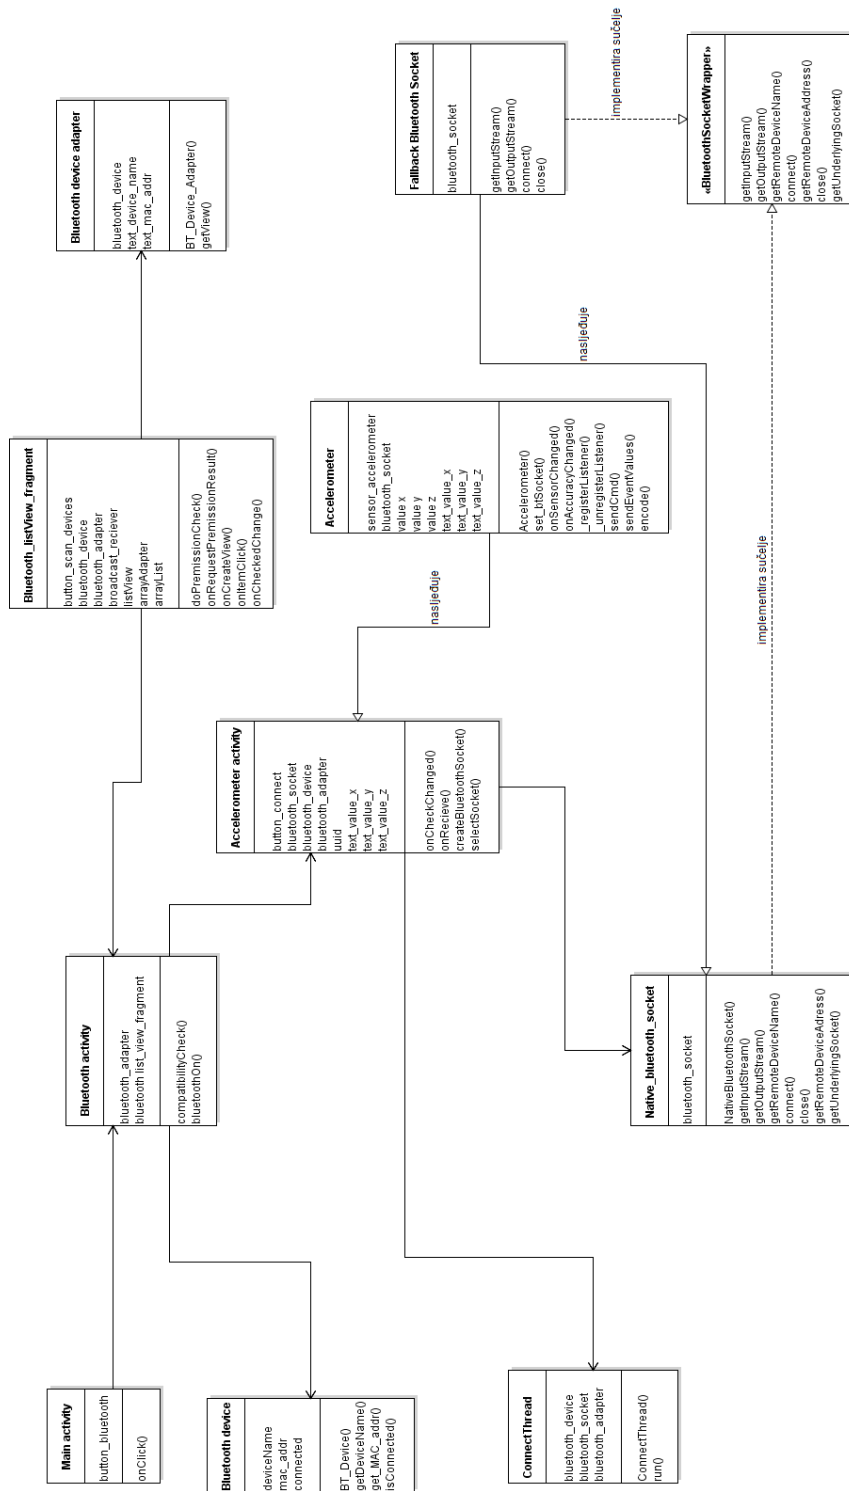 Main activity
button_bluetooth
onClick()
Bluetooth device
deviceName
mac_addr
connected
BT_Device()
getDeviceName()
get_MAC_addr()
isConnected()
Bluetooth activity
bluetooth_adapter
bluetooth list_view_fragment
compatibilityCheck()
bluetoothOn()
Bluetooth_listView_fragment
button_scan_devices
bluetooth_device
bluetooth_adapter
broadcast_reciever
listView
arrayAdapter
arrayList
doPremissionCheck()
onRequestPremissionResult()
onCreateView()
onItemClick()
onCheckedChange()
Bluetooth device adapter
bluetooth_device
text_device_name
text_mac_addr
BT_Device_Adapter()
getView()
Accelerometer activity
button_connect
bluetooth_socket
bluetooth_device
bluetooth_adapter
uuid
text_value_x
text_value_y
text_value_z
onCheckChanged()
onRecieve()
createBluetoothSocket()
selectSocket()
nasljeđuje
Accelerometer
sensor_accelerometer
bluetooth_socket
value x
value y
value z
text_value_x
text_value_y
text_value_z
Accelerometer()
set_btSocket()
onSensorChanged()
onAccuracyChanged()
_registerListener()
_unregisterListener()
sendCmd()
sendEventValues()
encode()
ConnectThread
bluetooth_device
bluetooth_socket
bluetooth_adapter
ConnectThread()
run()
Native_bluetooth_socket
bluetooth_socket
NativeBluetoothSocket()
getInputStream()
getOutputStream()
getRemoteDeviceName()
connect()
close()
getRemoteDeviceAdress()
getUnderlyingSocket()
nasljeđuje
implementira sučelje
Fallback Bluetooth Socket
bluetooth_socket
getInputStream()
getOutputStream()
connect()
close()
implementira sučelje
«BluetoothSocketWrapper»
getInputStream()
getOutputStream()
getRemoteDeviceName()
connect()
getRemoteDeviceAddress()
close()
getUnderlyingSocket()